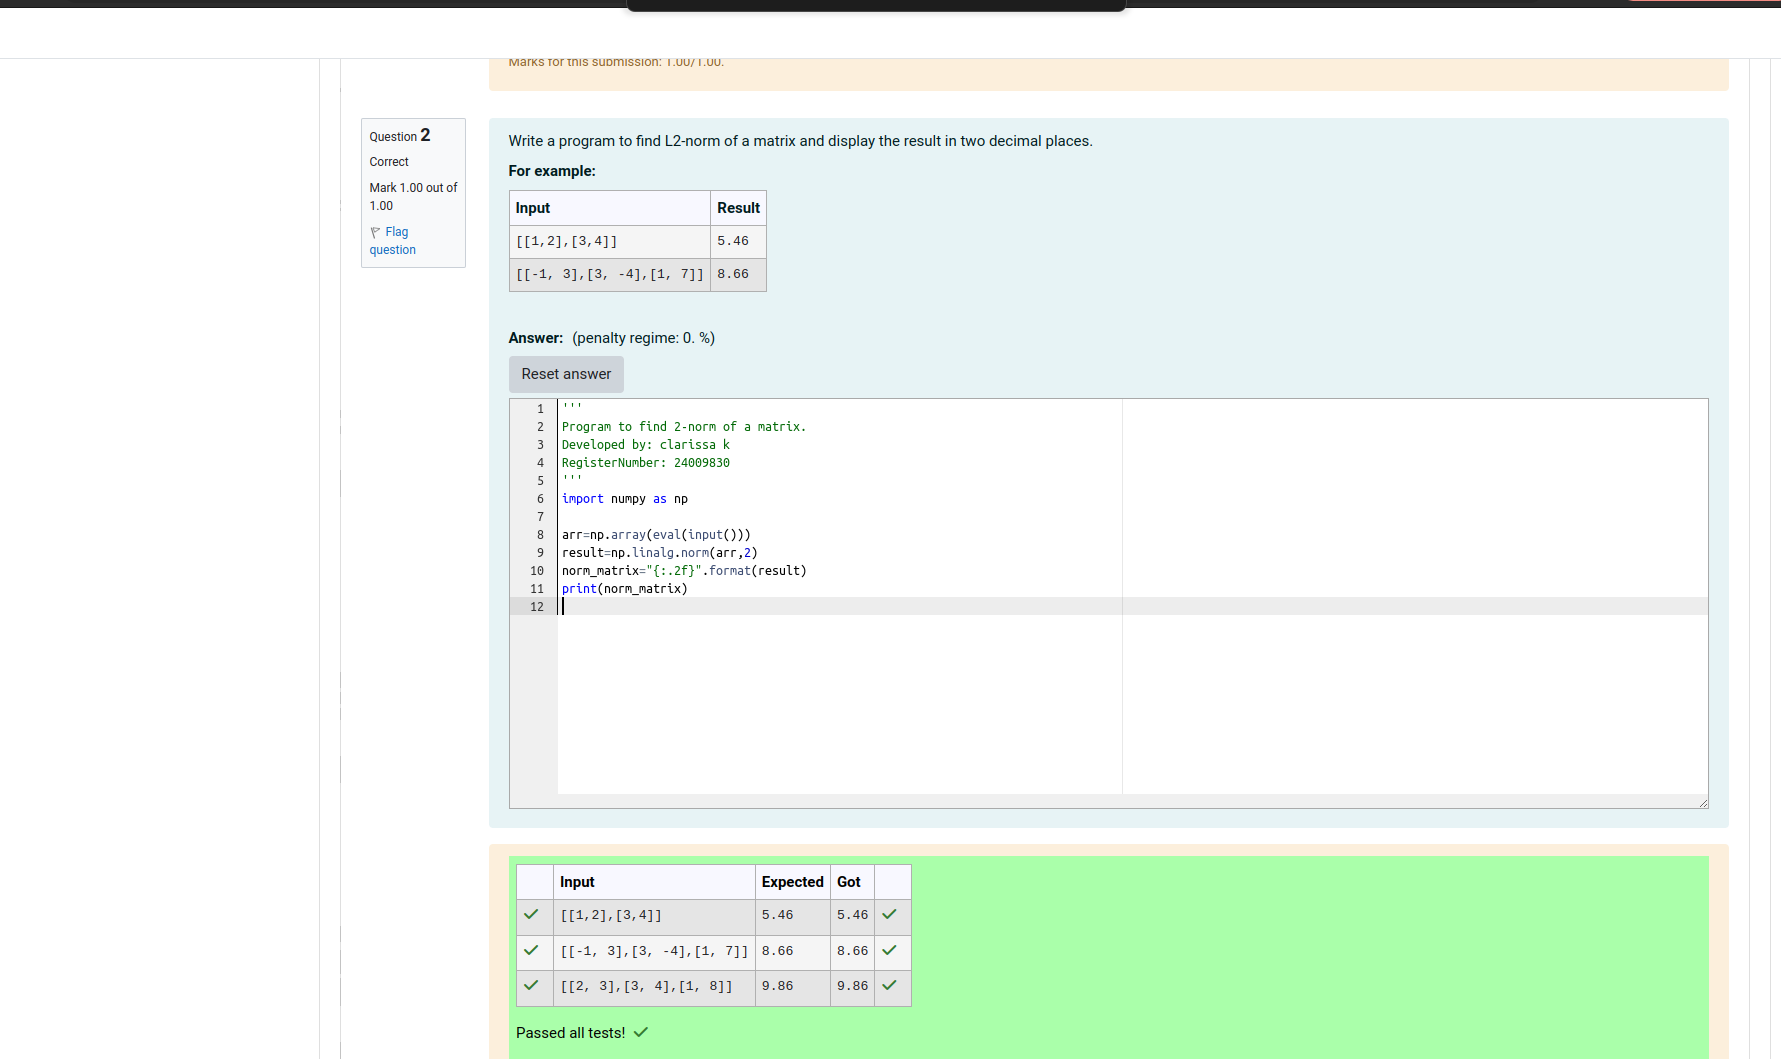 Marks for this submission: 1.00/1.00.
Question 2
Correct
Mark 1.00 out of
1.00
Flag
question
Write a program to find L2-norm of a matrix and display the result in two decimal places.
For example:
Input Result
[[1,2],[3,4]] 5.46
[[-1, 3],[3, -4],[1, 7]] 8.66
Answer: (penalty regime: 0. %)
Reset answer
1 '''
2 Program to find 2-norm of a matrix.
3 Developed by: clarissa k
4 RegisterNumber: 24009830
5 '''
6 import numpy as np
7
8 arr=np.array(eval(input()))
9 result=np.linalg.norm(arr,2)
10 norm_matrix="{:.2f}".format(result)
11 print(norm_matrix)
12
Input Expected Got
[[1,2],[3,4]] 5.46 5.46
[[-1, 3],[3, -4],[1, 7]] 8.66 8.66
[[2, 3],[3, 4],[1, 8]] 9.86 9.86
Passed all tests!